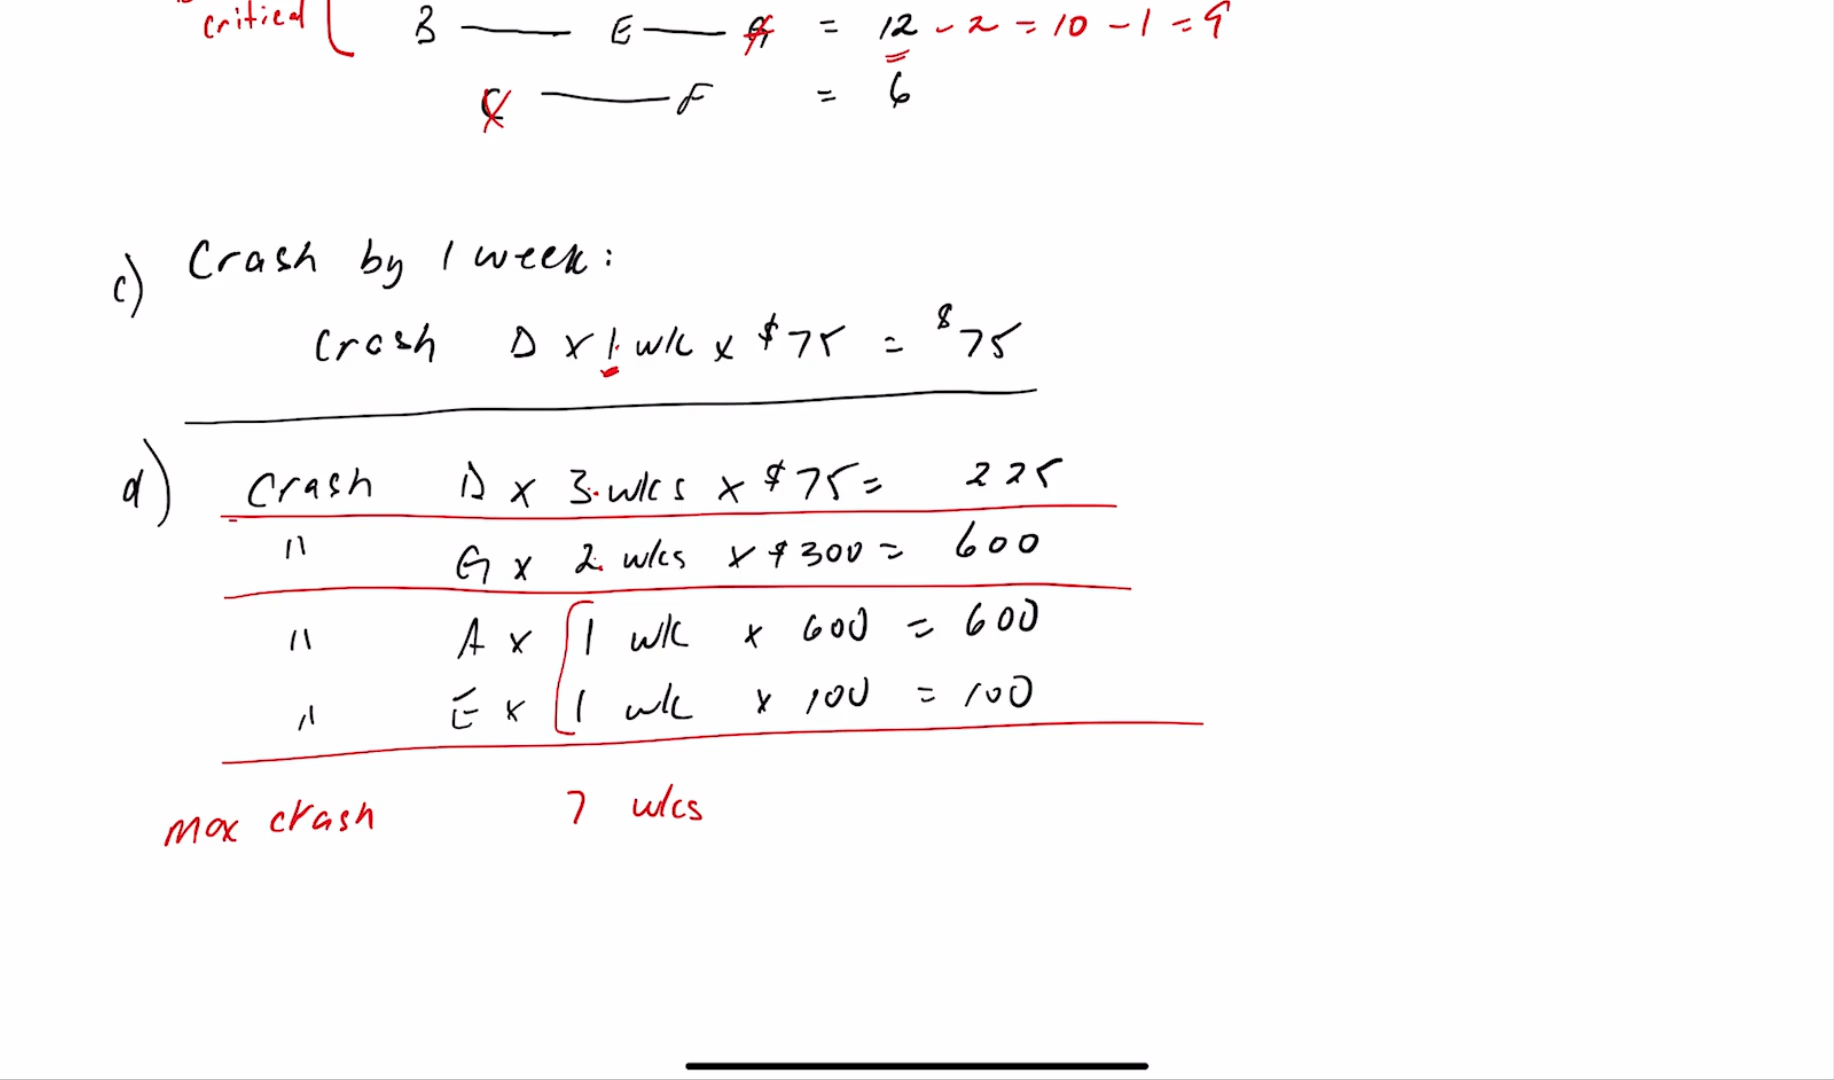 critical B — E — G = 12 - 2 = 10 - 1 = 9
C — F = 6
c) Crash by 1 week:
Crash D x 1 wk x $75 = $75
d) Crash D x 3 wks x $75 = 225
" G x 2 wks x $300 = 600
" A x 1 wk x 600 = 600
" E x 1 wk x 100 = 100
max crash 7 wks